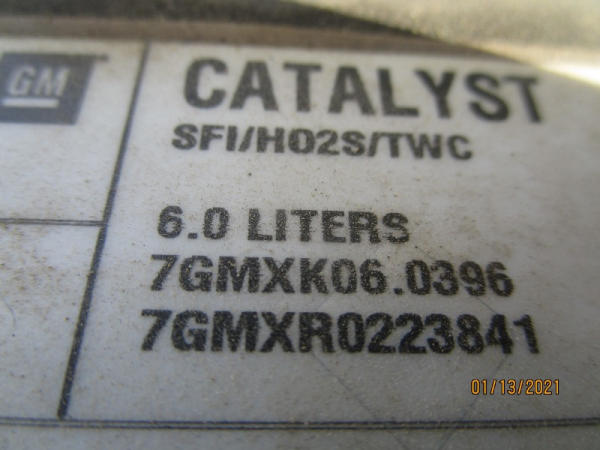 GM
CATALYST
SFI/HO2S/TWC
6.0 LITERS
7GMXK06.0396
7GMXR0223841
01/13/2021